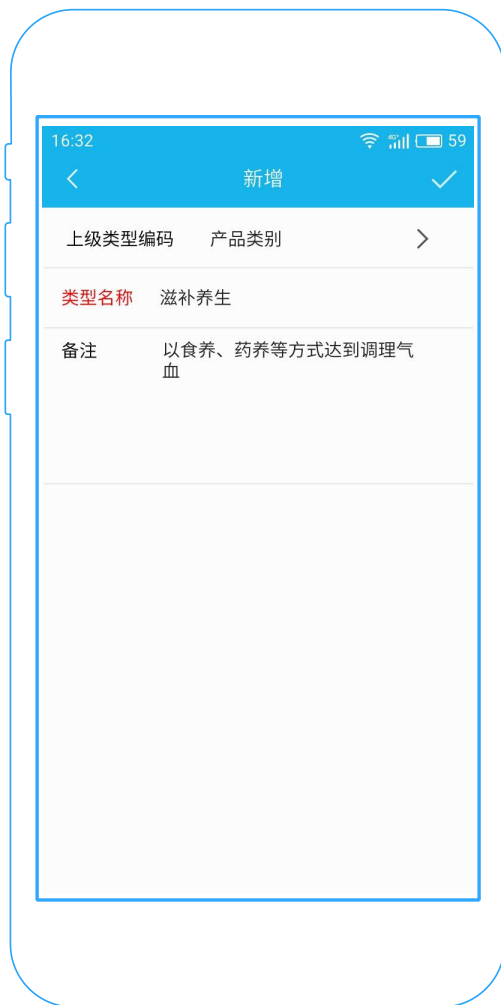 16:32 4G+ 59
新增
上级类型编码 产品类别
类型名称 滋补养生
备注 以食养、药养等方式达到调理气
血